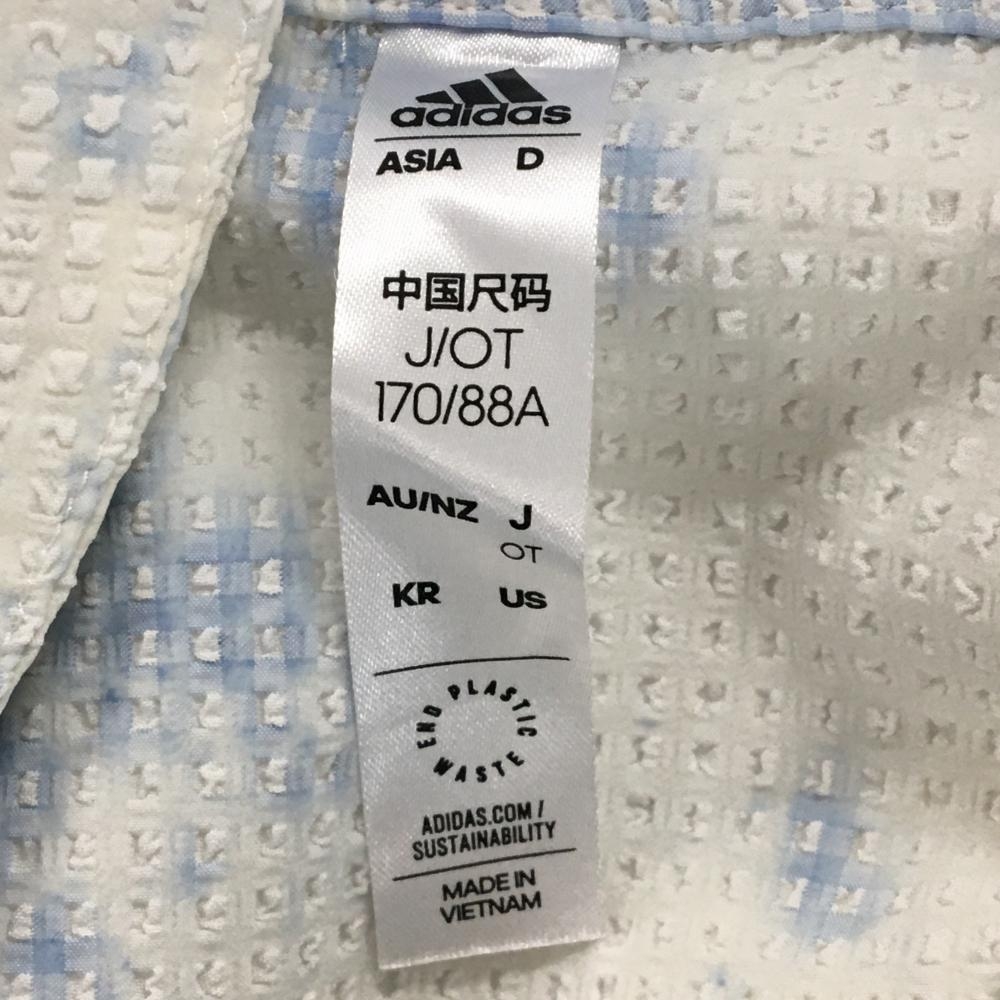 adidas
ASIA D
中国尺码
J/OT
170/88A
AU/NZ J
OT
KR US
END PLASTIC WASTE
ADIDAS.COM/
SUSTAINABILITY
MADE IN
VIETNAM